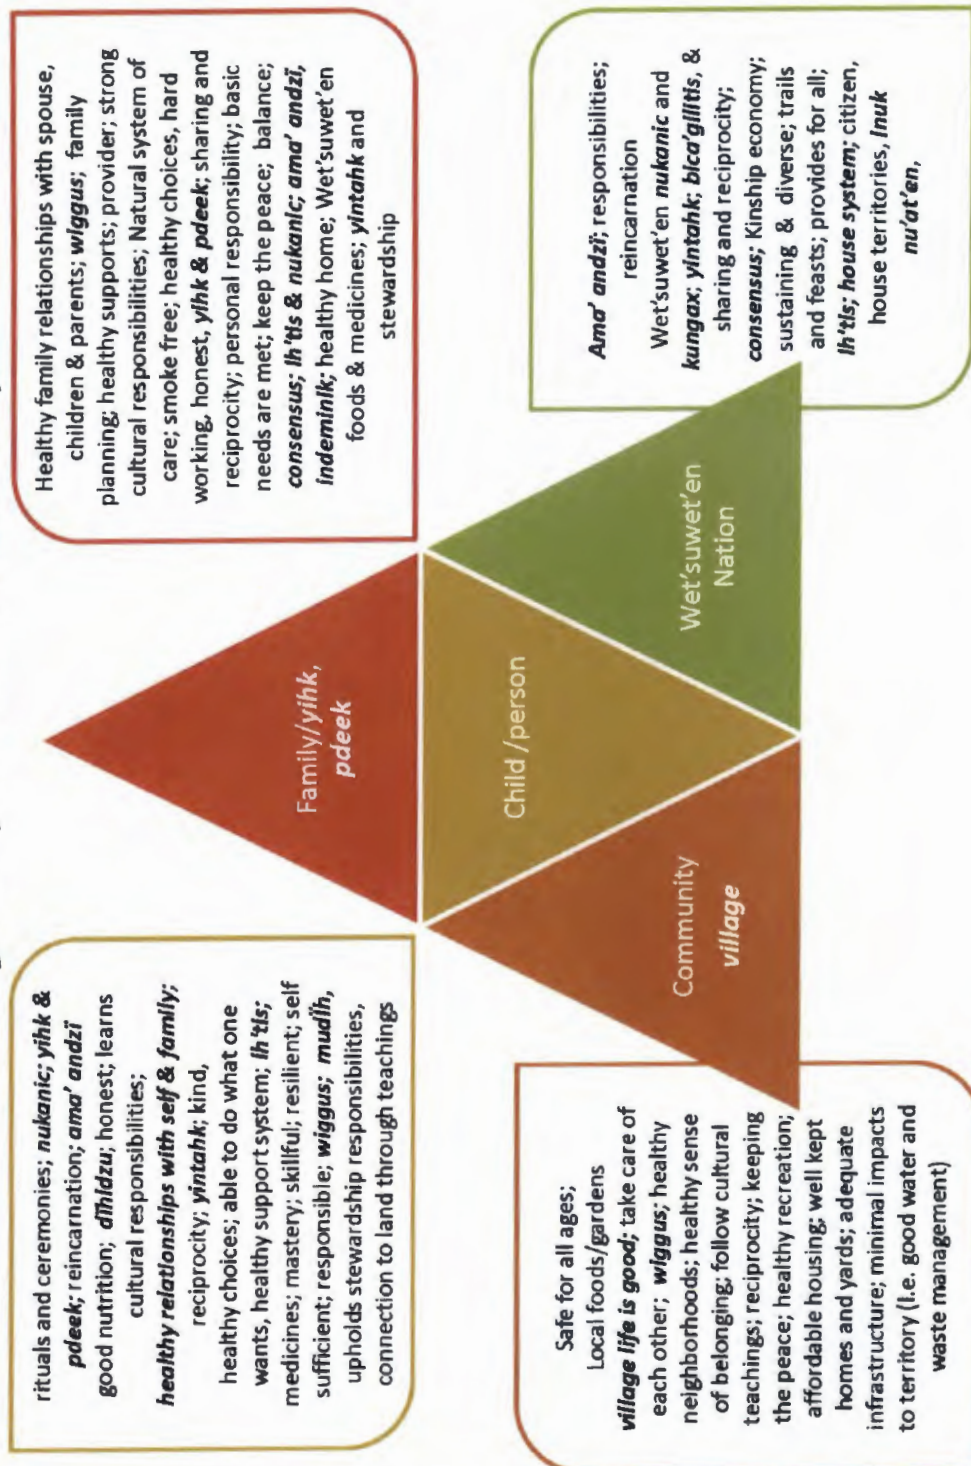 rituals and ceremonies; nukanic; yihk &
pdeek; reincarnation; ama' andzï
good nutrition; dïhldzu; honest; learns
cultural responsibilities;
healthy relationships with self & family;
reciprocity; yintahk; kind,
healthy choices; able to do what one
wants, healthy support system; lh'tls;
medicines; mastery; skillful; resilient; self
sufficient; responsible; wiggus; mudïh,
upholds stewardship responsibilities,
connection to land through teachings
Healthy family relationships with spouse,
children & parents; wiggus; family
planning; healthy supports; provider; strong
cultural responsibilities; Natural system of
care; smoke free; healthy choices, hard
working, honest, yihk & pdeek; sharing and
reciprocity; personal responsibility; basic
needs are met; keep the peace; balance;
consensus; lh'tls & nukanic; ama' andzï,
indeminlk; healthy home; Wet'suwet'en
foods & medicines; yintahk and
stewardship
Family/yihk,
pdeek
Child /person
Community
village
Wet'suwet'en
Nation
Safe for all ages;
Local foods/gardens
village life is good; take care of
each other; wiggus; healthy
neighborhoods; healthy sense
of belonging; follow cultural
teachings; reciprocity; keeping
the peace; healthy recreation;
affordable housing; well kept
homes and yards; adequate
infrastructure; minimal impacts
to territory (I.e. good water and
waste management)
Ama' andzï; responsibilities;
reincarnation
Wet'suwet'en nukanic and
kungax; yintahk; blca'glitis, &
sharing and reciprocity;
consensus; Kinship economy;
sustaining & diverse; trails
and feasts; provides for all;
lh'tls; house system; citizen,
house territories, Inuk
nu'at'en,